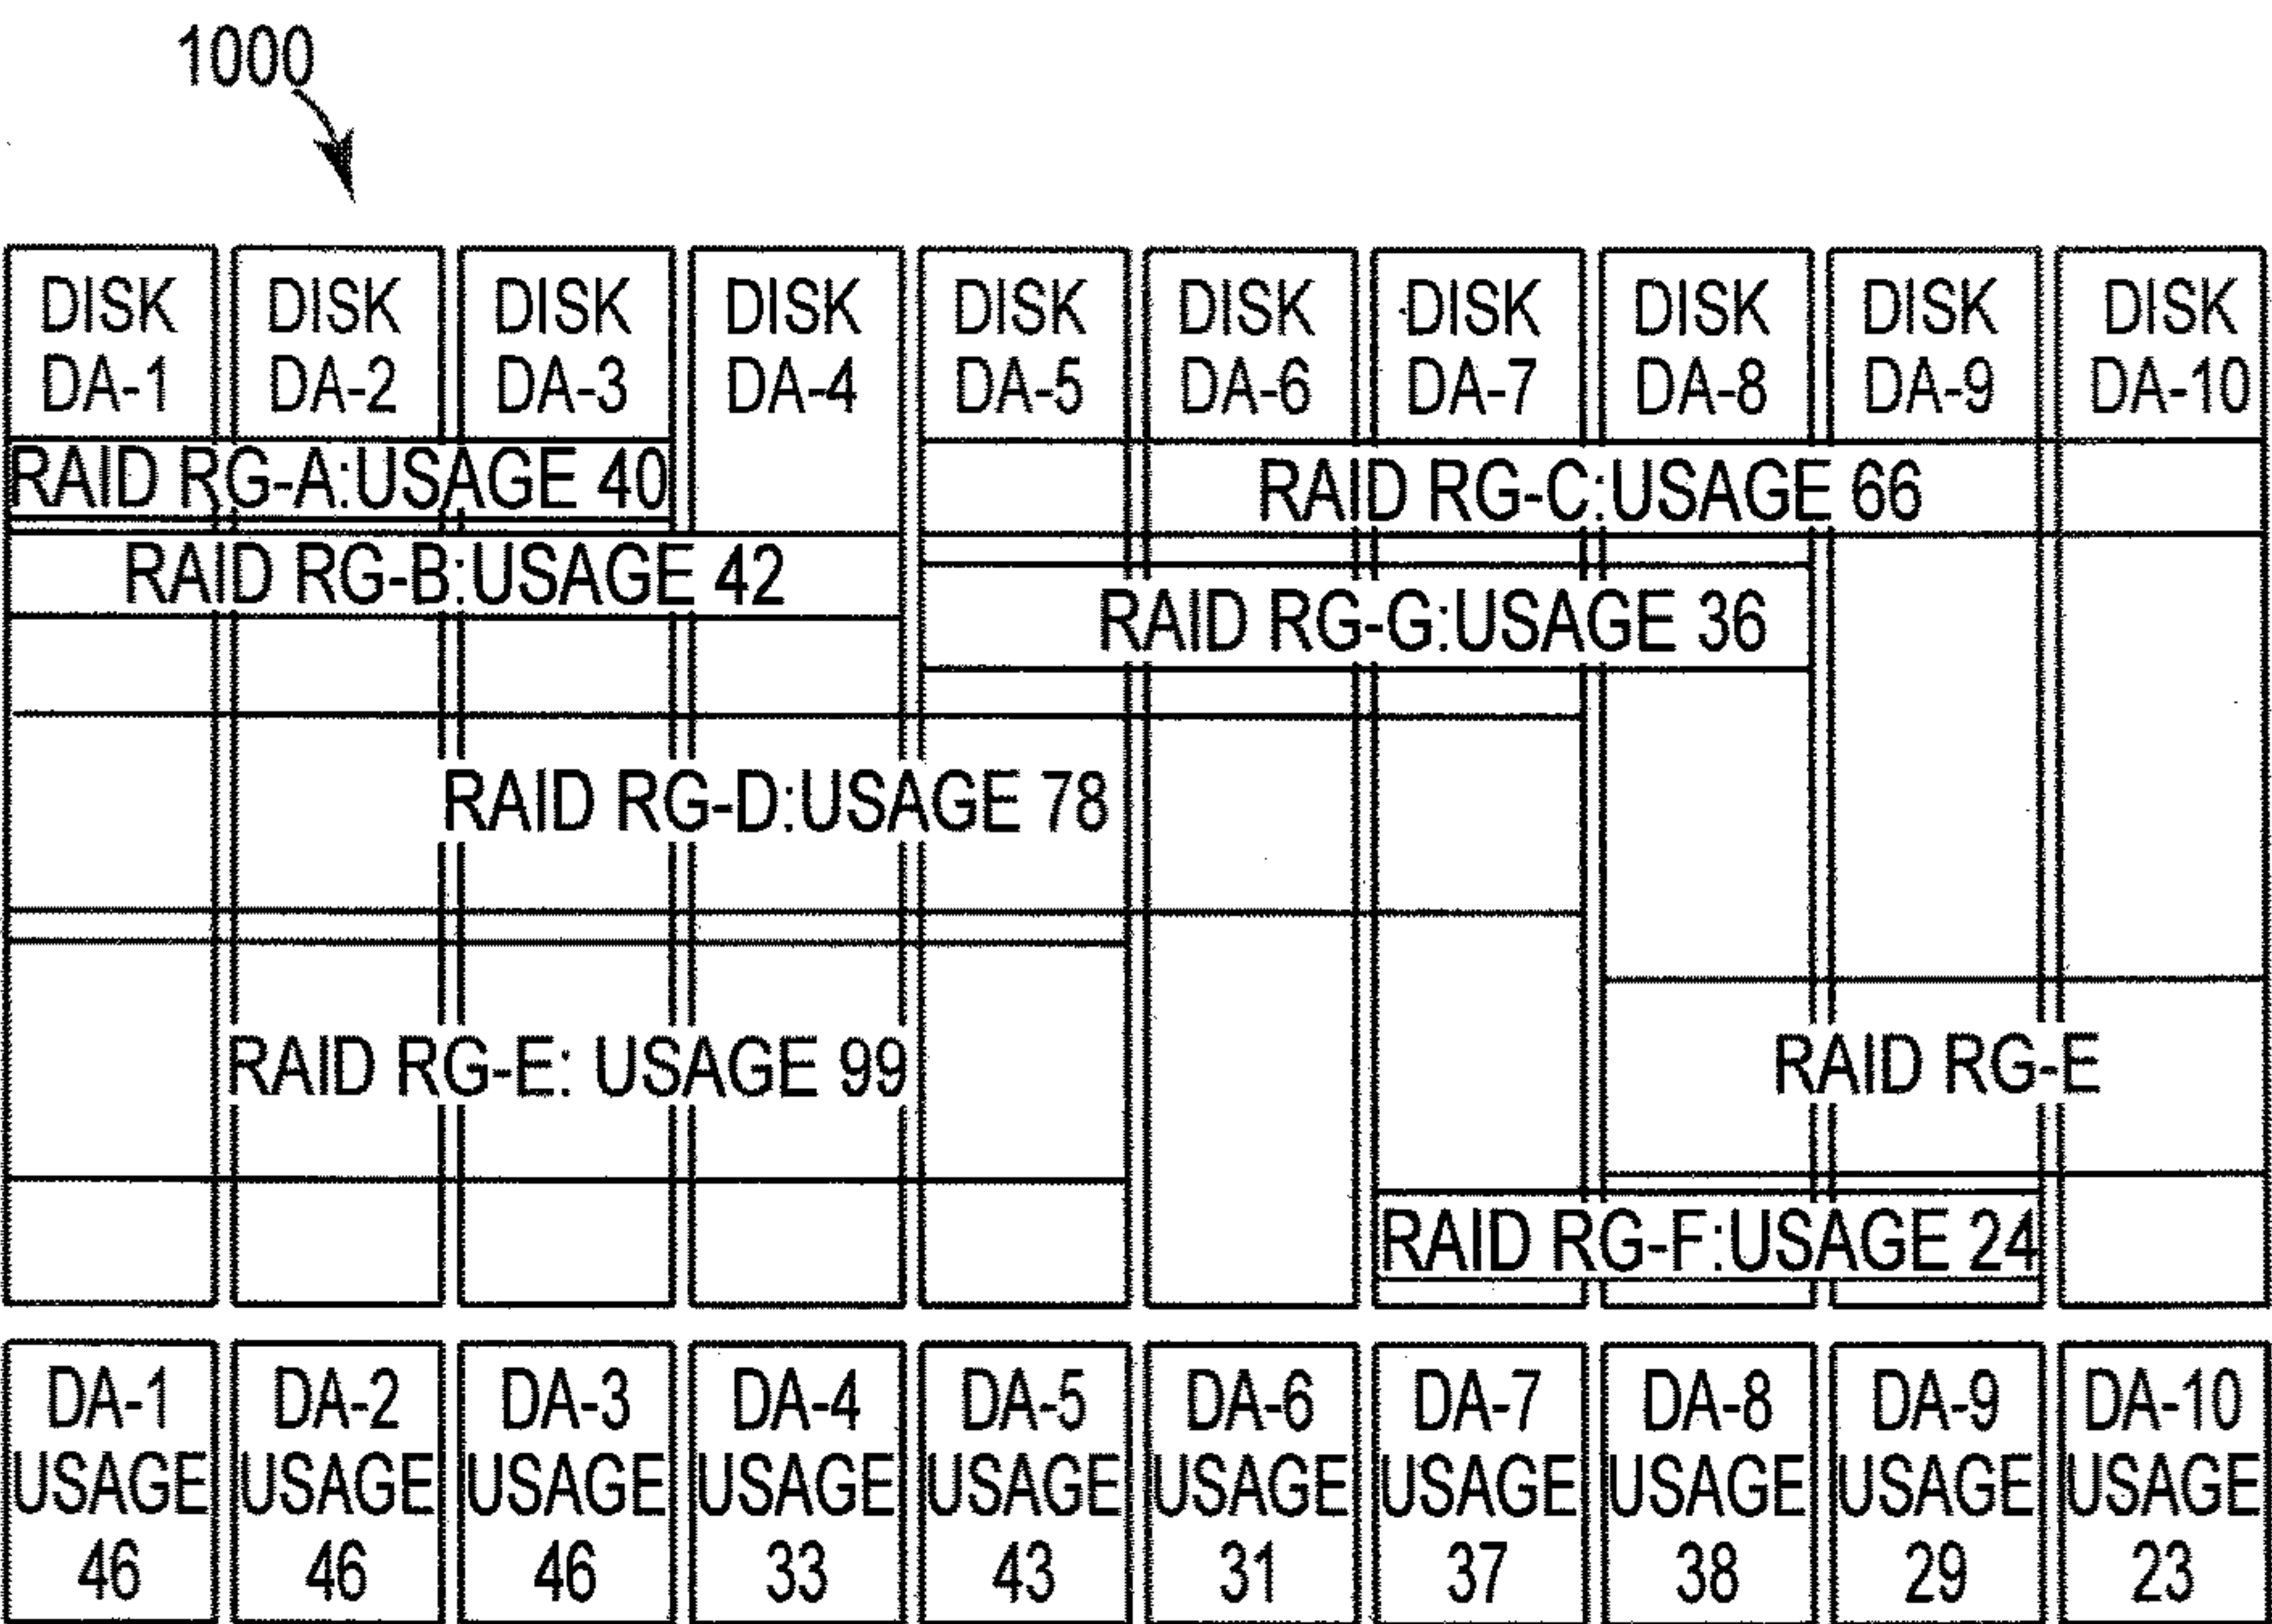 1000
DISK DISK DISK DISK DISK DISK DISK DISK DISK DISK
DA-1 DA-2 DA-3 DA-4 DA-5 DA-6 DA-7 DA-8 DA-9 DA-10
RAID RG-A:USAGE 40
RAID RG-C:USAGE 66
RAID RG-B:USAGE 42
RAID RG-G:USAGE 36
RAID RG-D:USAGE 78
RAID RG-E: USAGE 99
RAID RG-E
RAID RG-F:USAGE 24
DA-1 DA-2 DA-3 DA-4 DA-5 DA-6 DA-7 DA-8 DA-9 DA-10
USAGE USAGE USAGE USAGE USAGE USAGE USAGE USAGE USAGE USAGE
46 46 46 33 43 31 37 38 29 23